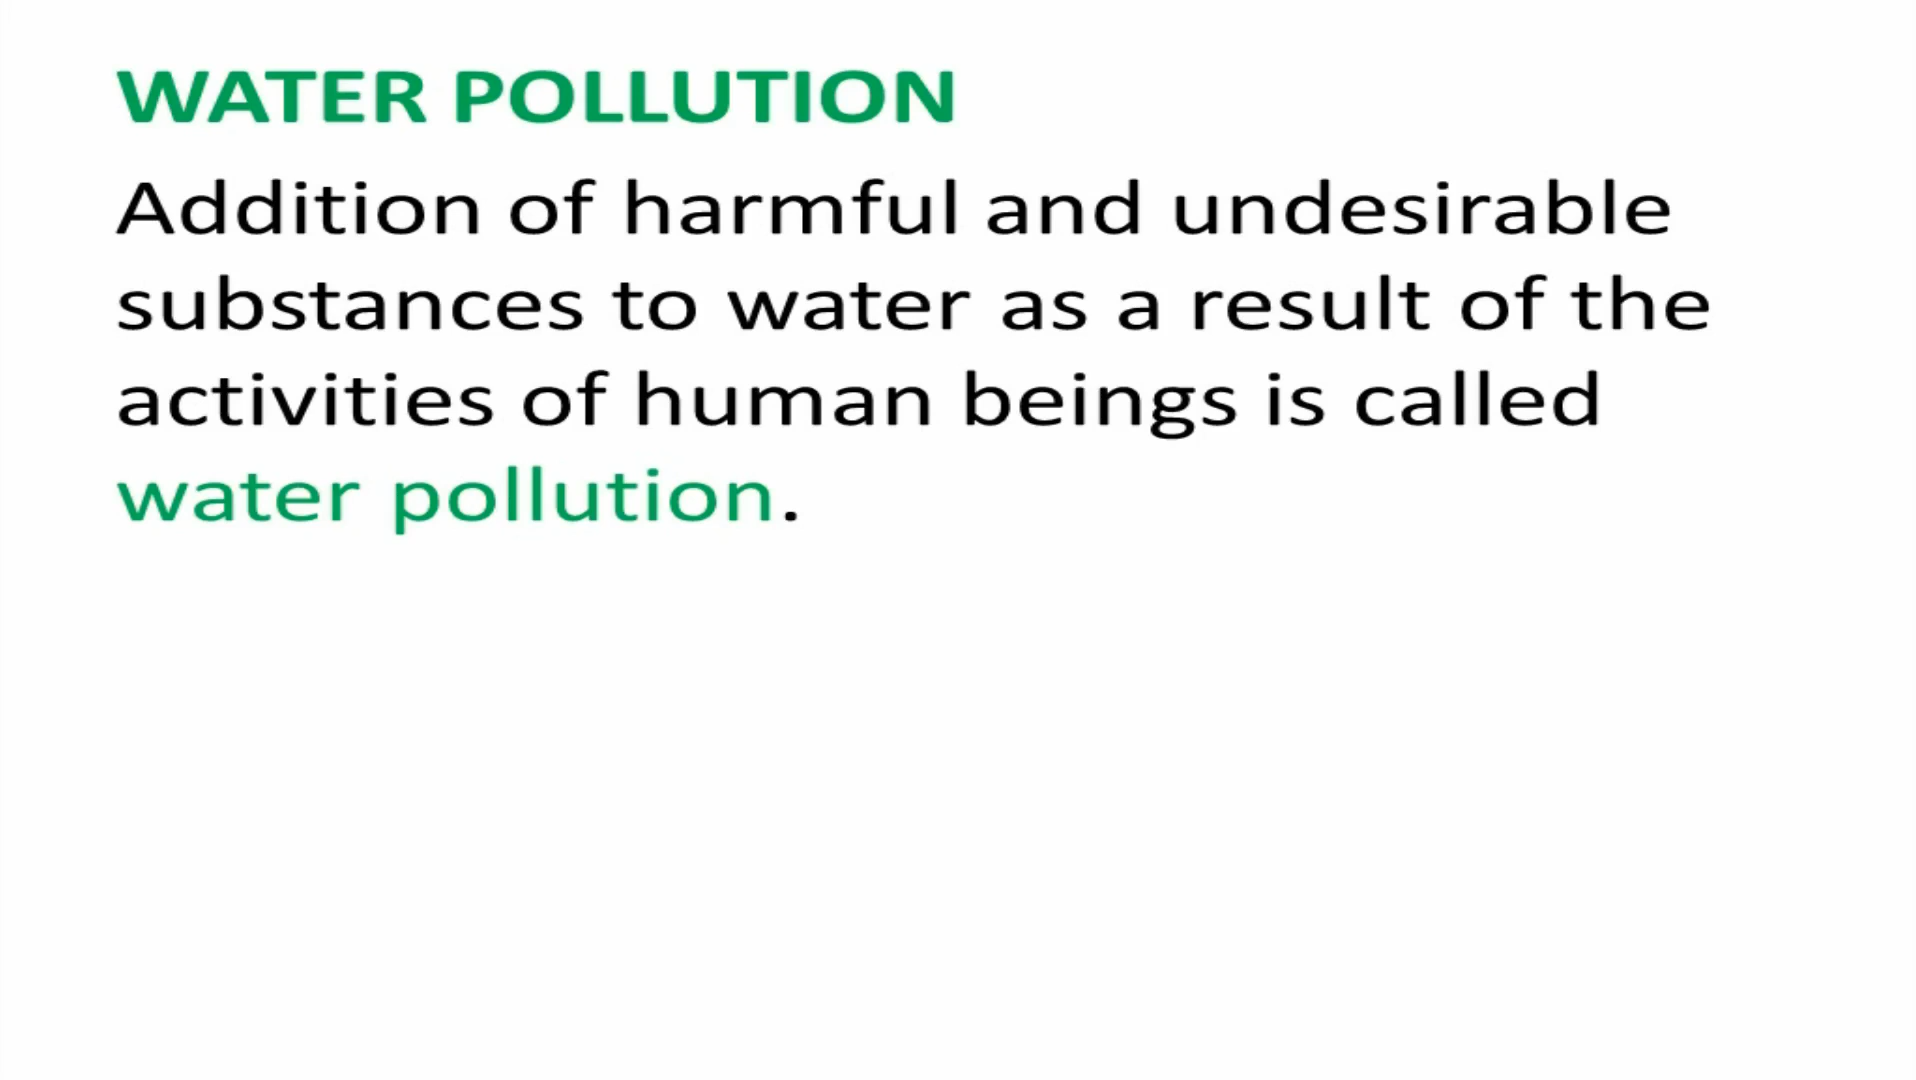 WATER POLLUTION
Addition of harmful and undesirable
substances to water as a result of the
activities of human beings is called
water pollution.